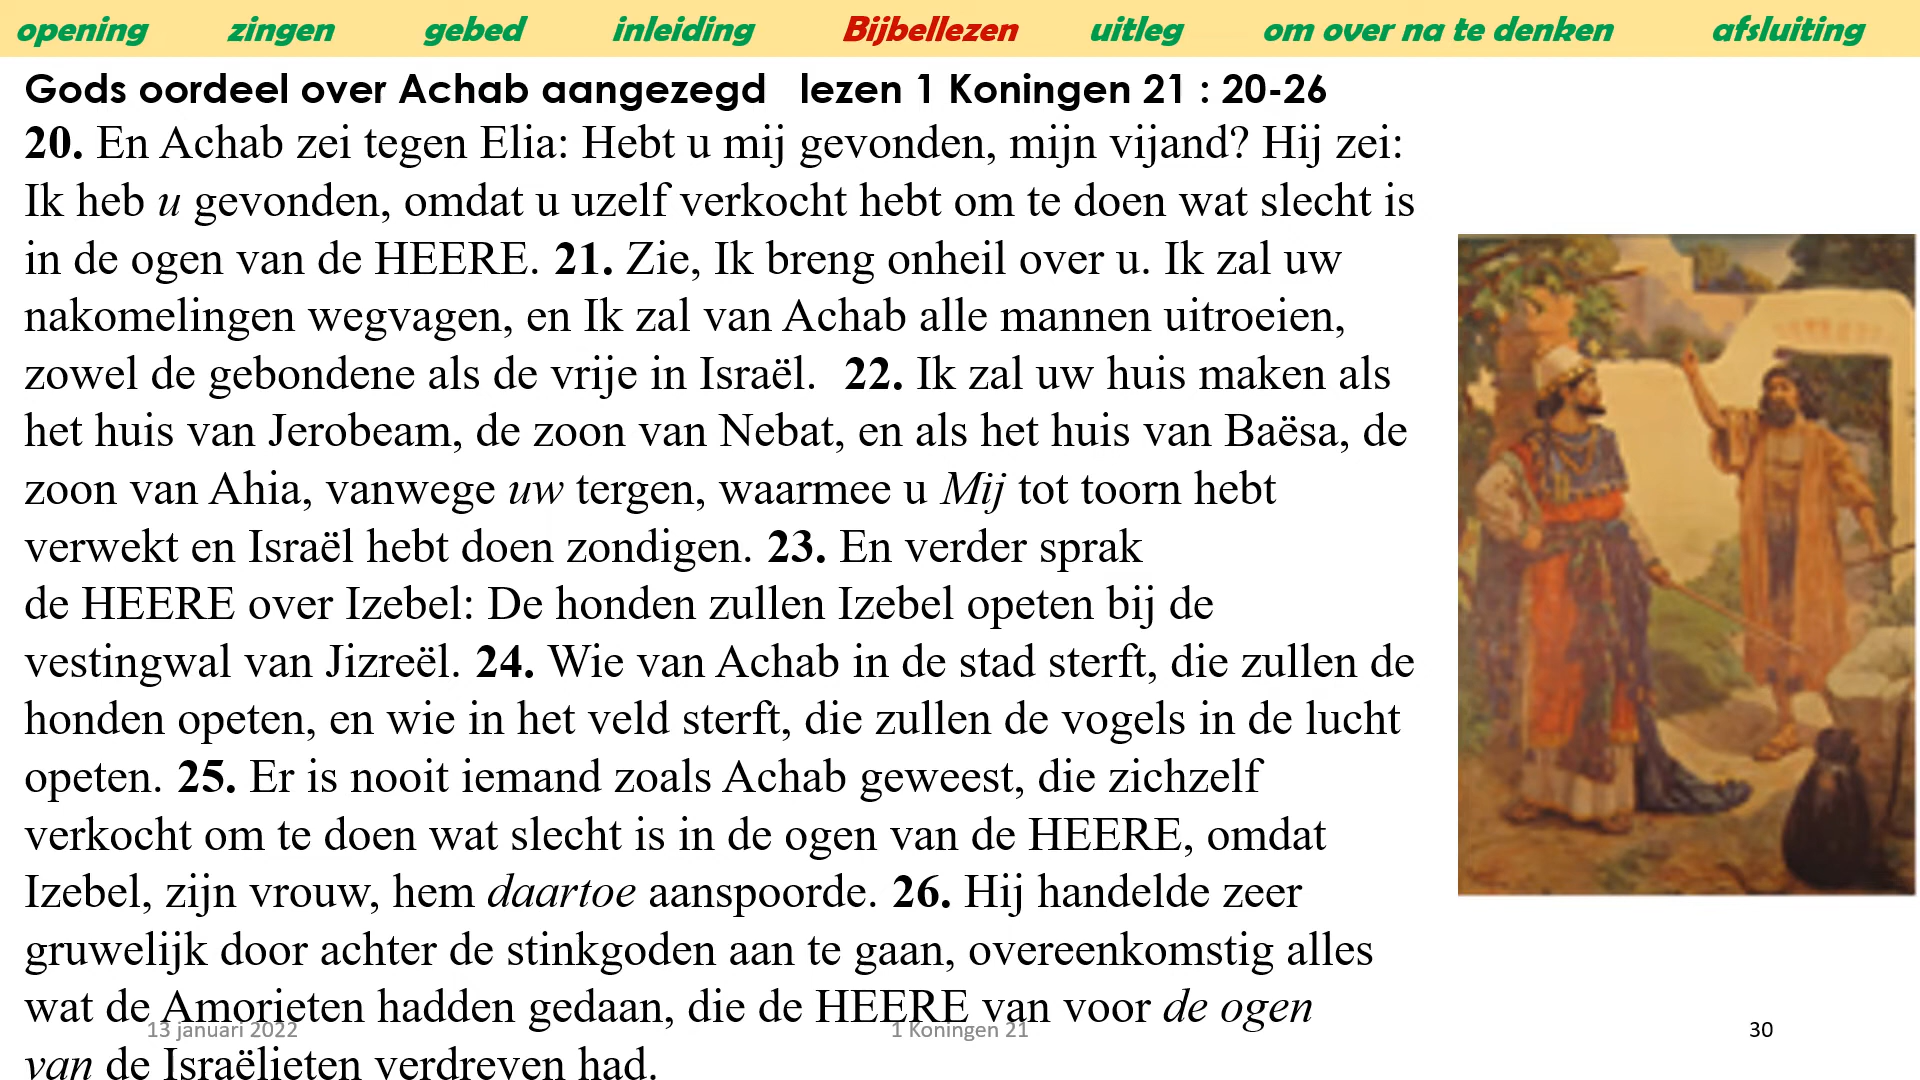 opening zingen gebed inleiding Bijbellezen uitleg om over na te denken afsluiting
Gods oordeel over Achab aangezegd lezen 1 Koningen 21 : 20-26
20. En Achab zei tegen Elia: Hebt u mij gevonden, mijn vijand? Hij zei:
Ik heb u gevonden, omdat u uzelf verkocht hebt om te doen wat slecht is
in de ogen van de HEERE. 21. Zie, Ik breng onheil over u. Ik zal uw
nakomelingen wegvagen, en Ik zal van Achab alle mannen uitroeien,
zowel de gebondene als de vrije in Israël. 22. Ik zal uw huis maken als
het huis van Jerobeam, de zoon van Nebat, en als het huis van Baësa, de
zoon van Ahia, vanwege uw tergen, waarmee u Mij tot toorn hebt
verwekt en Israël hebt doen zondigen. 23. En verder sprak
de HEERE over Izebel: De honden zullen Izebel opeten bij de
vestingwal van Jizreël. 24. Wie van Achab in de stad sterft, die zullen de
honden opeten, en wie in het veld sterft, die zullen de vogels in de lucht
opeten. 25. Er is nooit iemand zoals Achab geweest, die zichzelf
verkocht om te doen wat slecht is in de ogen van de HEERE, omdat
Izebel, zijn vrouw, hem daartoe aanspoorde. 26. Hij handelde zeer
gruwelijk door achter de stinkgoden aan te gaan, overeenkomstig alles
wat de Amorieten hadden gedaan, die de HEERE van voor de ogen
van de Israëlieten verdreven had.
13 januari 2022 1 Koningen 21 30